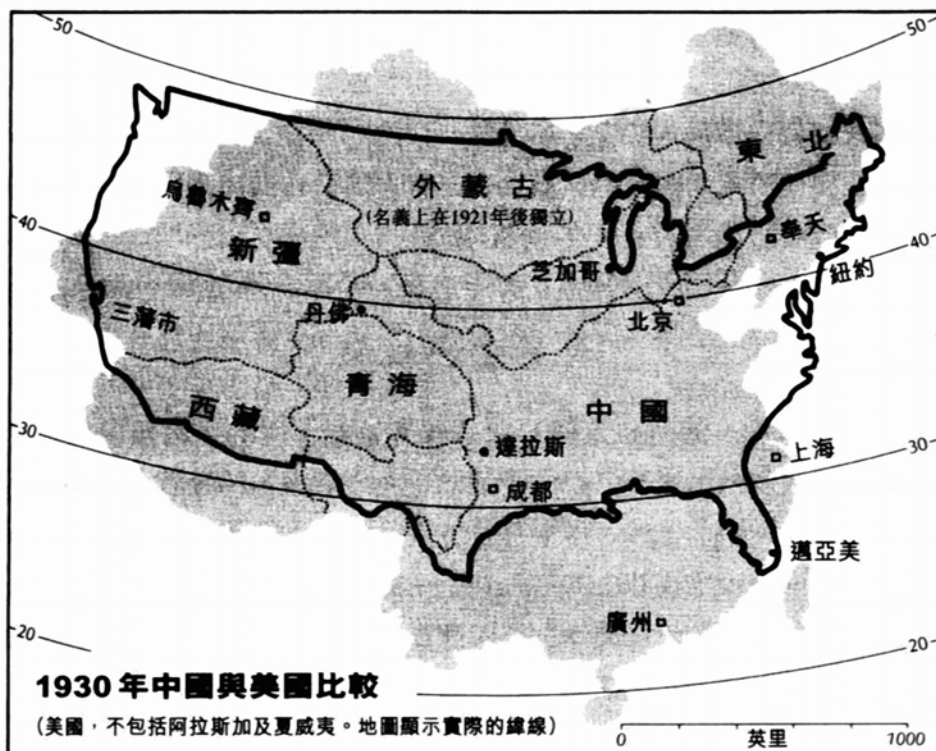 50
50
東北
外蒙古
(名義上在1921年後獨立)
烏魯木齊
40
新疆
奉天
40
芝加哥
紐約
丹佛
北京
三藩市
青海
西藏
中國
30
達拉斯
上海
30
成都
邁亞美
廣州
20
20
1930年中國與美國比較
(美國,不包括阿拉斯加及夏威夷。地圖顯示實際的緯線)
0 英里 1000